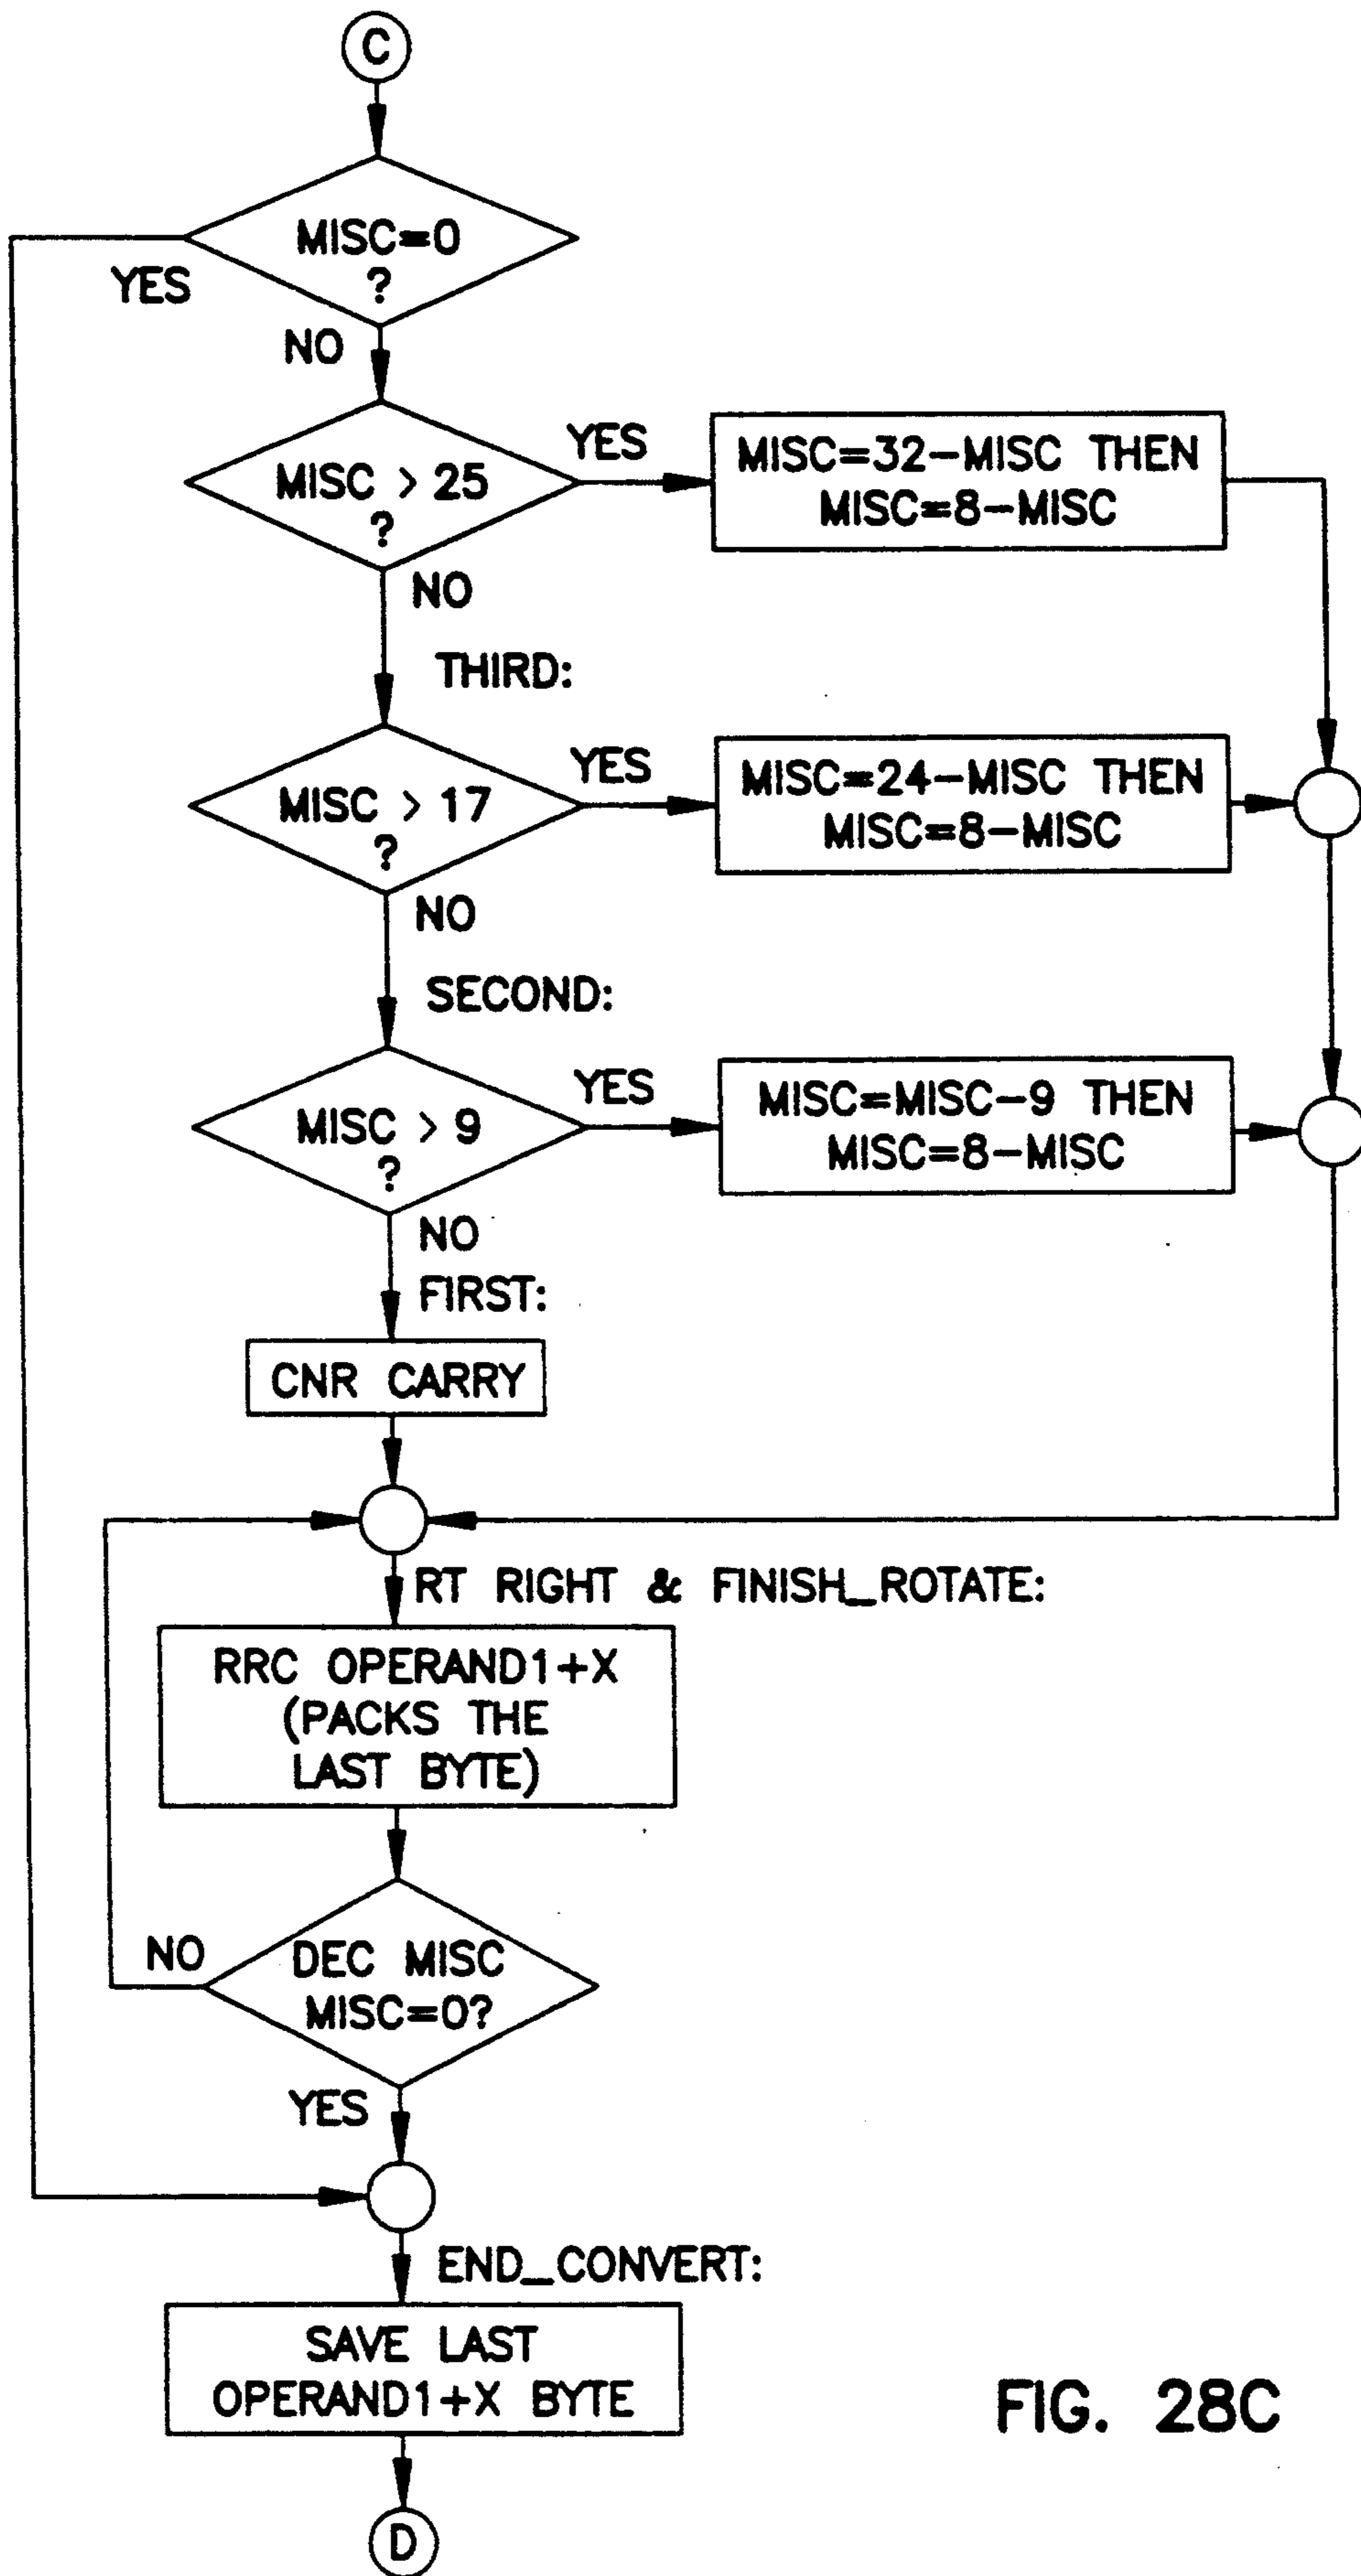 C
MISC=0
?
YES
NO
MISC > 25
?
YES
MISC=32-MISC THEN
MISC=8-MISC
NO
THIRD:
MISC > 17
?
YES
MISC=24-MISC THEN
MISC=8-MISC
NO
SECOND:
MISC > 9
?
YES
MISC=MISC-9 THEN
MISC=8-MISC
NO
FIRST:
CNR CARRY
RT RIGHT & FINISH_ROTATE:
RRC OPERAND1+X
(PACKS THE
LAST BYTE)
NO
DEC MISC
MISC=0?
YES
END_CONVERT:
SAVE LAST
OPERAND1+X BYTE
D
FIG. 28C